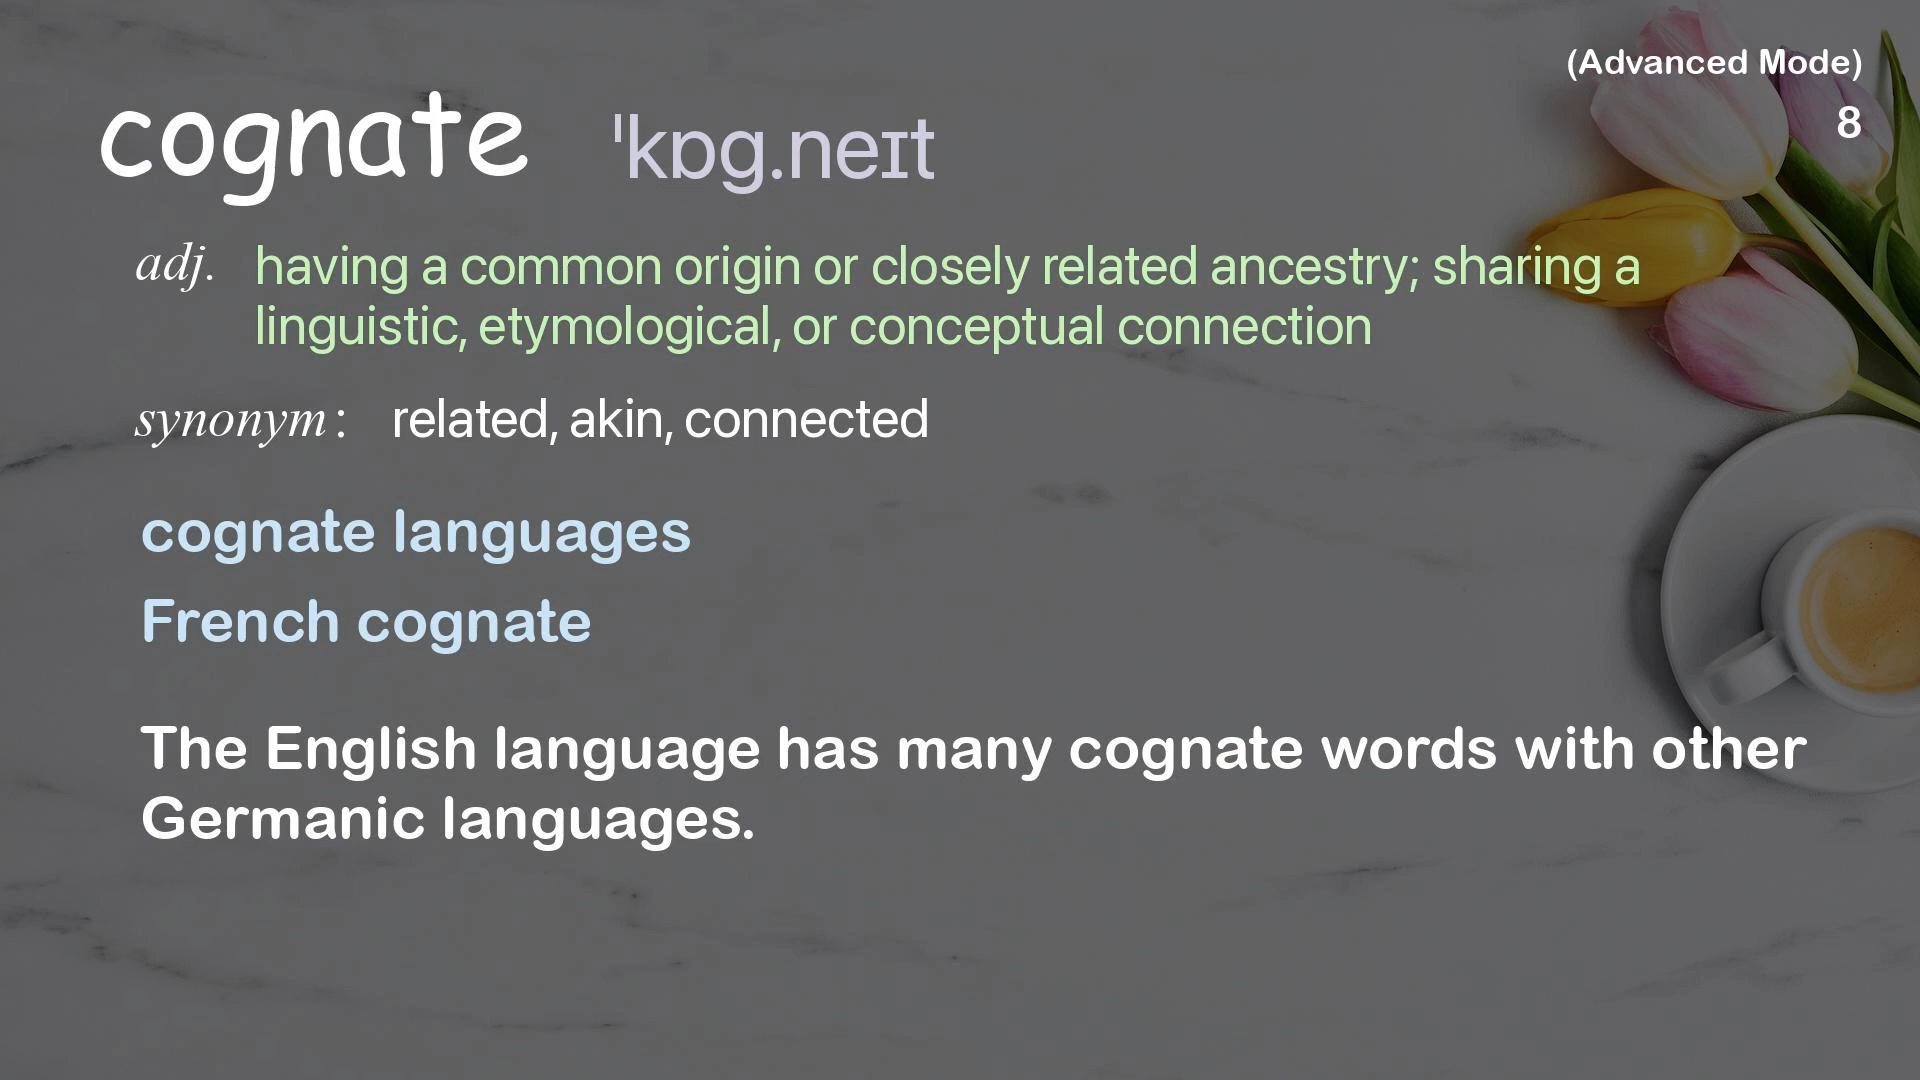 (Advanced Mode)
8
cognate ˈkɒg.neɪt
adj. having a common origin or closely related ancestry; sharing a
linguistic, etymological, or conceptual connection
synonym: related, akin, connected
cognate languages
French cognate
The English language has many cognate words with other
Germanic languages.